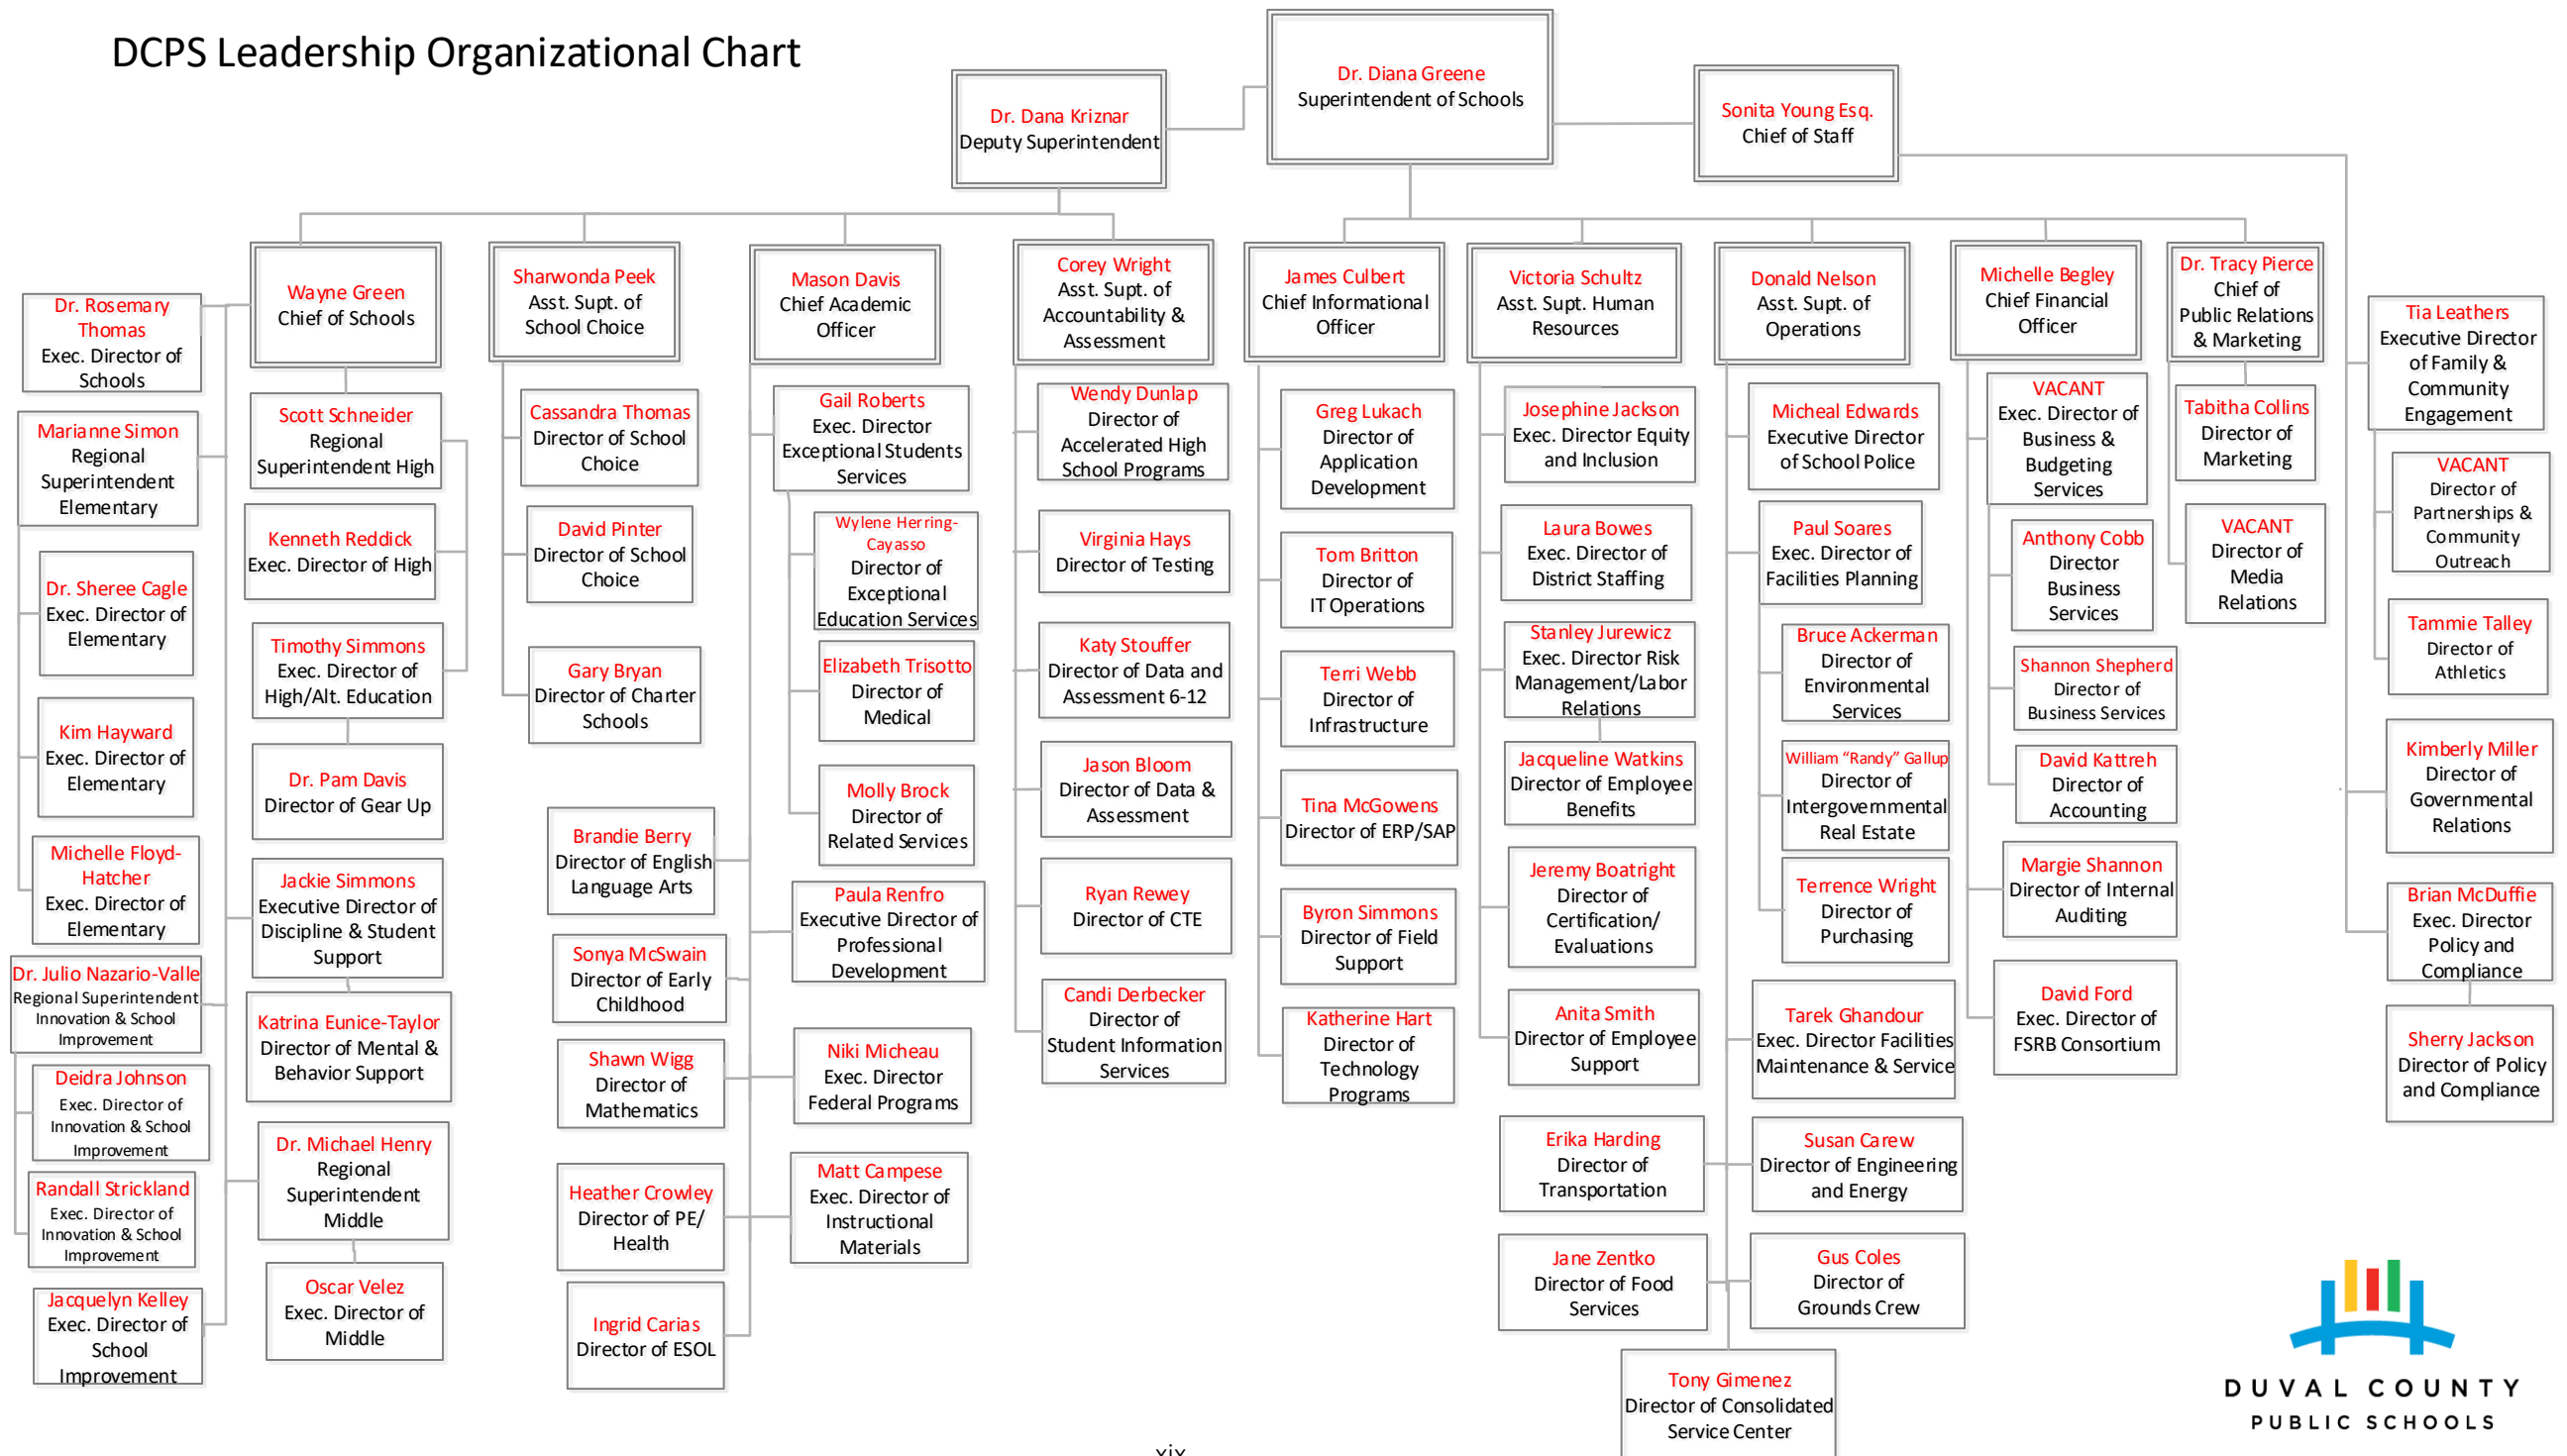 DCPS Leadership Organizational Chart
Dr. Diana Greene
Superintendent of Schools
Dr. Dana Kriznar
Deputy Superintendent
Sonita Young Esq.
Chief of Staff
Wayne Green
Chief of Schools
Dr. Rosemary
Thomas
Exec. Director of
Schools
Marianne Simon
Regional
Superintendent
Elementary
Dr. Sheree Cagle
Exec. Director of
Elementary
Kim Hayward
Exec. Director of
Elementary
Michelle Floyd-
Hatcher
Exec. Director of
Elementary
Dr. Julio Nazario-Valle
Regional Superintendent
Innovation & School
Improvement
Deidra Johnson
Exec. Director of
Innovation & School
Improvement
Randall Strickland
Exec. Director of
Innovation & School
Improvement
Jacquelyn Kelley
Exec. Director of
School
Improvement
Scott Schneider
Regional
Superintendent High
Kenneth Reddick
Exec. Director of High
Timothy Simmons
Exec. Director of
High/Alt. Education
Dr. Pam Davis
Director of Gear Up
Jackie Simmons
Executive Director of
Discipline & Student
Support
Katrina Eunice-Taylor
Director of Mental &
Behavior Support
Dr. Michael Henry
Regional
Superintendent
Middle
Oscar Velez
Exec. Director of
Middle
Sharwonda Peek
Asst. Supt. of
School Choice
Cassandra Thomas
Director of School
Choice
David Pinter
Director of School
Choice
Gary Bryan
Director of Charter
Schools
Mason Davis
Chief Academic
Officer
Gail Roberts
Exec. Director
Exceptional Students
Services
Wylene Herring-
Cayasso
Director of
Exceptional
Education Services
Elizabeth Trisotto
Director of
Medical
Molly Brock
Director of
Related Services
Brandie Berry
Director of English
Language Arts
Paula Renfro
Executive Director of
Professional
Development
Sonya McSwain
Director of Early
Childhood
Shawn Wigg
Director of
Mathematics
Niki Micheau
Exec. Director
Federal Programs
Heather Crowley
Director of PE/
Health
Matt Campese
Exec. Director of
Instructional
Materials
Ingrid Carias
Director of ESOL
Corey Wright
Asst. Supt. of
Accountability &
Assessment
Wendy Dunlap
Director of
Accelerated High
School Programs
Virginia Hays
Director of Testing
Katy Stouffer
Director of Data and
Assessment 6-12
Jason Bloom
Director of Data &
Assessment
Ryan Rewey
Director of CTE
Candi Derbecker
Director of
Student Information
Services
James Culbert
Chief Informational
Officer
Greg Lukach
Director of
Application
Development
Tom Britton
Director of
IT Operations
Terri Webb
Director of
Infrastructure
Tina McGowens
Director of ERP/SAP
Byron Simmons
Director of Field
Support
Katherine Hart
Director of
Technology
Programs
Victoria Schultz
Asst. Supt. Human
Resources
Josephine Jackson
Exec. Director Equity
and Inclusion
Laura Bowes
Exec. Director of
District Staffing
Stanley Jurewicz
Exec. Director Risk
Management/Labor
Relations
Jacqueline Watkins
Director of Employee
Benefits
Jeremy Boatright
Director of
Certification/
Evaluations
Anita Smith
Director of Employee
Support
Donald Nelson
Asst. Supt. of
Operations
Micheal Edwards
Executive Director
of School Police
Paul Soares
Exec. Director of
Facilities Planning
Bruce Ackerman
Director of
Environmental
Services
William “Randy” Gallup
Director of
Intergovernmental
Real Estate
Terrence Wright
Director of
Purchasing
Tarek Ghandour
Exec. Director Facilities
Maintenance & Service
Erika Harding
Director of
Transportation
Susan Carew
Director of Engineering
and Energy
Jane Zentko
Director of Food
Services
Gus Coles
Director of
Grounds Crew
Tony Gimenez
Director of Consolidated
Service Center
Michelle Begley
Chief Financial
Officer
VACANT
Exec. Director of
Business &
Budgeting
Services
Anthony Cobb
Director
Business
Services
Shannon Shepherd
Director of
Business Services
David Kattreh
Director of
Accounting
Margie Shannon
Director of Internal
Auditing
David Ford
Exec. Director of
FSRB Consortium
Dr. Tracy Pierce
Chief of
Public Relations
& Marketing
Tabitha Collins
Director of
Marketing
VACANT
Director of
Media
Relations
Tia Leathers
Executive Director
of Family &
Community
Engagement
VACANT
Director of
Partnerships &
Community
Outreach
Tammie Talley
Director of
Athletics
Kimberly Miller
Director of
Governmental
Relations
Brian McDuffie
Exec. Director
Policy and
Compliance
Sherry Jackson
Director of Policy
and Compliance
DUVAL COUNTY
PUBLIC SCHOOLS
xix